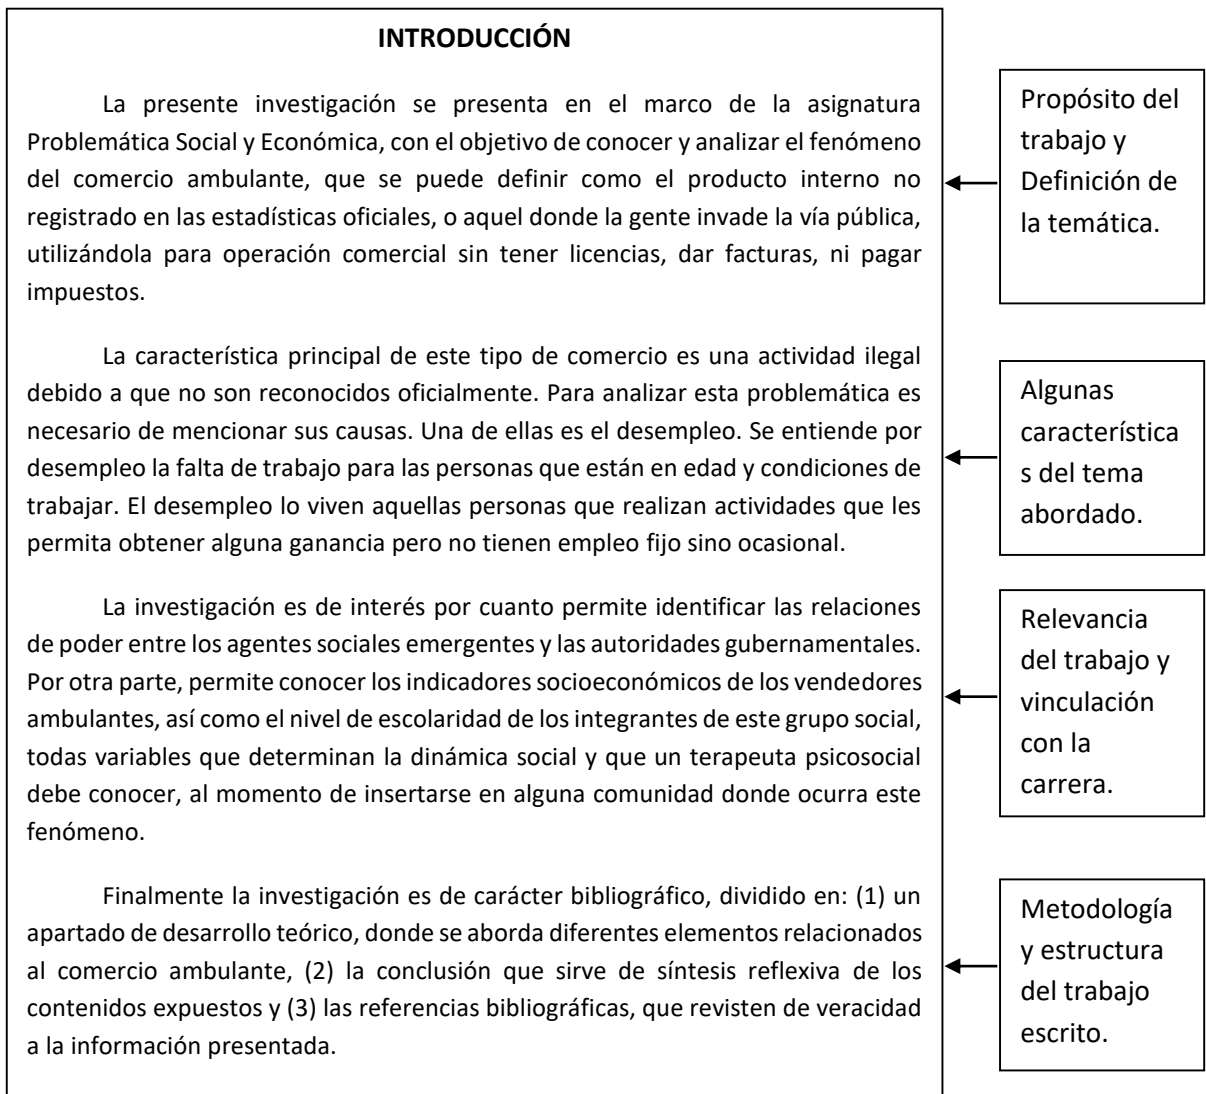 INTRODUCCIÓN
La presente investigación se presenta en el marco de la asignatura
Problemática Social y Económica, con el objetivo de conocer y analizar el fenómeno
del comercio ambulante, que se puede definir como el producto interno no
registrado en las estadísticas oficiales, o aquel donde la gente invade la vía pública,
utilizándola para operación comercial sin tener licencias, dar facturas, ni pagar
impuestos.
Propósito del
trabajo y
Definición de
la temática.
La característica principal de este tipo de comercio es una actividad ilegal
debido a que no son reconocidos oficialmente. Para analizar esta problemática es
necesario de mencionar sus causas. Una de ellas es el desempleo. Se entiende por
desempleo la falta de trabajo para las personas que están en edad y condiciones de
trabajar. El desempleo lo viven aquellas personas que realizan actividades que les
permita obtener alguna ganancia pero no tienen empleo fijo sino ocasional.
Algunas
característica
s del tema
abordado.
La investigación es de interés por cuanto permite identificar las relaciones
de poder entre los agentes sociales emergentes y las autoridades gubernamentales.
Por otra parte, permite conocer los indicadores socioeconómicos de los vendedores
ambulantes, así como el nivel de escolaridad de los integrantes de este grupo social,
todas variables que determinan la dinámica social y que un terapeuta psicosocial
debe conocer, al momento de insertarse en alguna comunidad donde ocurra este
fenómeno.
Relevancia
del trabajo y
vinculación
con la
carrera.
Finalmente la investigación es de carácter bibliográfico, dividido en: (1) un
apartado de desarrollo teórico, donde se aborda diferentes elementos relacionados
al comercio ambulante, (2) la conclusión que sirve de síntesis reflexiva de los
contenidos expuestos y (3) las referencias bibliográficas, que revisten de veracidad
a la información presentada.
Metodología
y estructura
del trabajo
escrito.